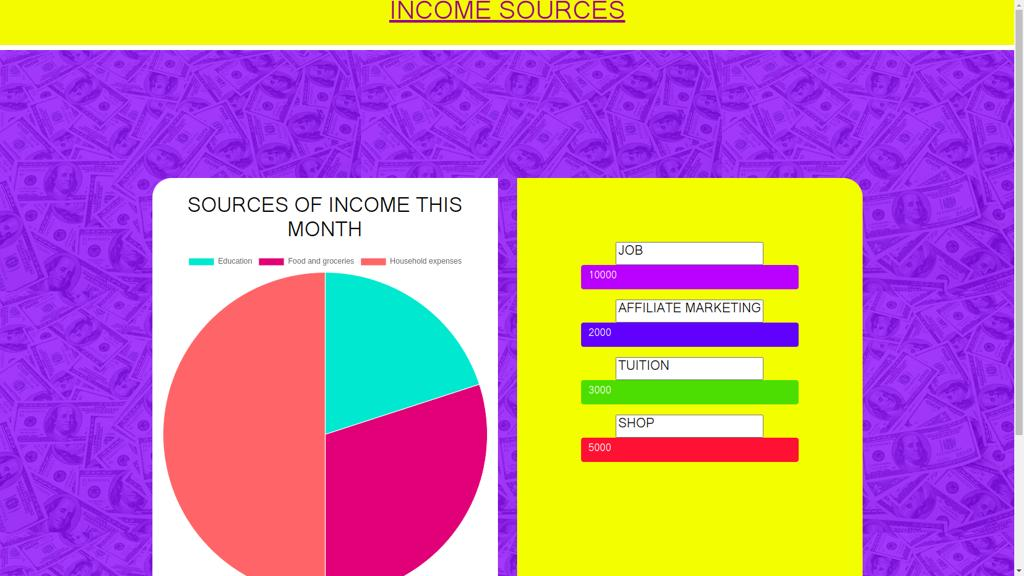 INCOME SOURCES
SOURCES OF INCOME THIS
MONTH
Education Food and groceries Household expenses
JOB
10000
AFFILIATE MARKETING
2000
TUITION
3000
SHOP
5000